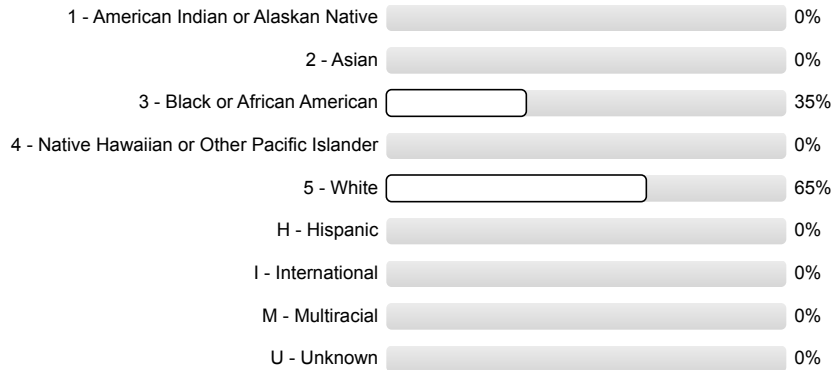 1 - American Indian or Alaskan Native 0%
2 - Asian 0%
3 - Black or African American 35%
4 - Native Hawaiian or Other Pacific Islander 0%
5 - White 65%
H - Hispanic 0%
I - International 0%
M - Multiracial 0%
U - Unknown 0%